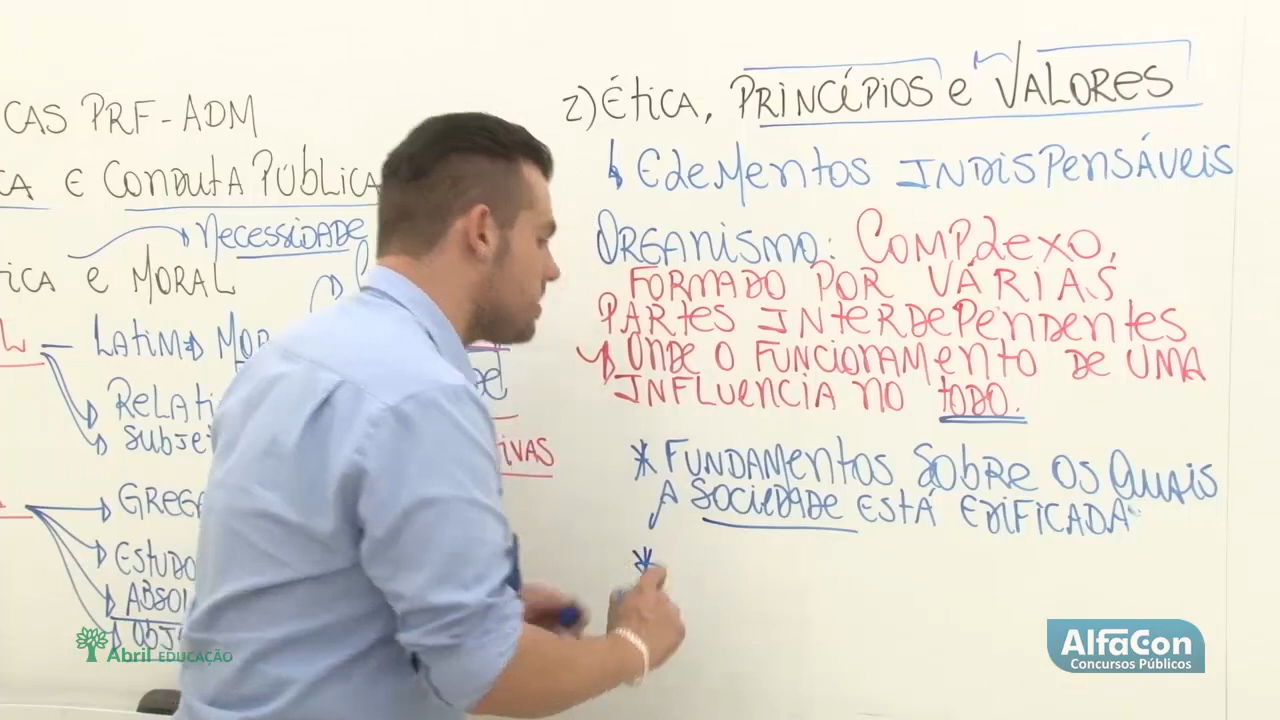 CAS PRF-ADM
CA E CONDUTA PÚBLICA
NECESSIDADE
ICA E MORAL
L - LATIM MOR
RELATI
SUBJE
IVAS
GREG
ESTUDO
ABSOL
OBJ
2) ÉTICA, PRINCÍPIOS e VALORES
ELEMENTOS INDISPENSÁVEIS
ORGANISMO: COMPLEXO,
FORMADO POR VÁRIAS
PARTES INTERDEPENDENTES
ONDE O FUNCIONAMENTO DE UMA
INFLUENCIA NO TODO.
* FUNDAMENTOS SOBRE OS QUAIS
A SOCIEDADE ESTÁ EDIFICADA
*
Abril EDUCAÇÃO
AlfaCon
Concursos Públicos